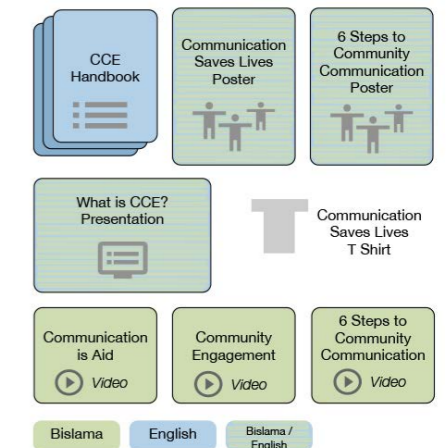 CCE
Handbook
Communication
Saves Lives
Poster
6 Steps to
Community
Communication
Poster
What is CCE?
Presentation
Communication
Saves Lives
T Shirt
Communication
is Aid
Video
Community
Engagement
Video
6 Steps to
Community
Communication
Video
Bislama
English
Bislama /
English